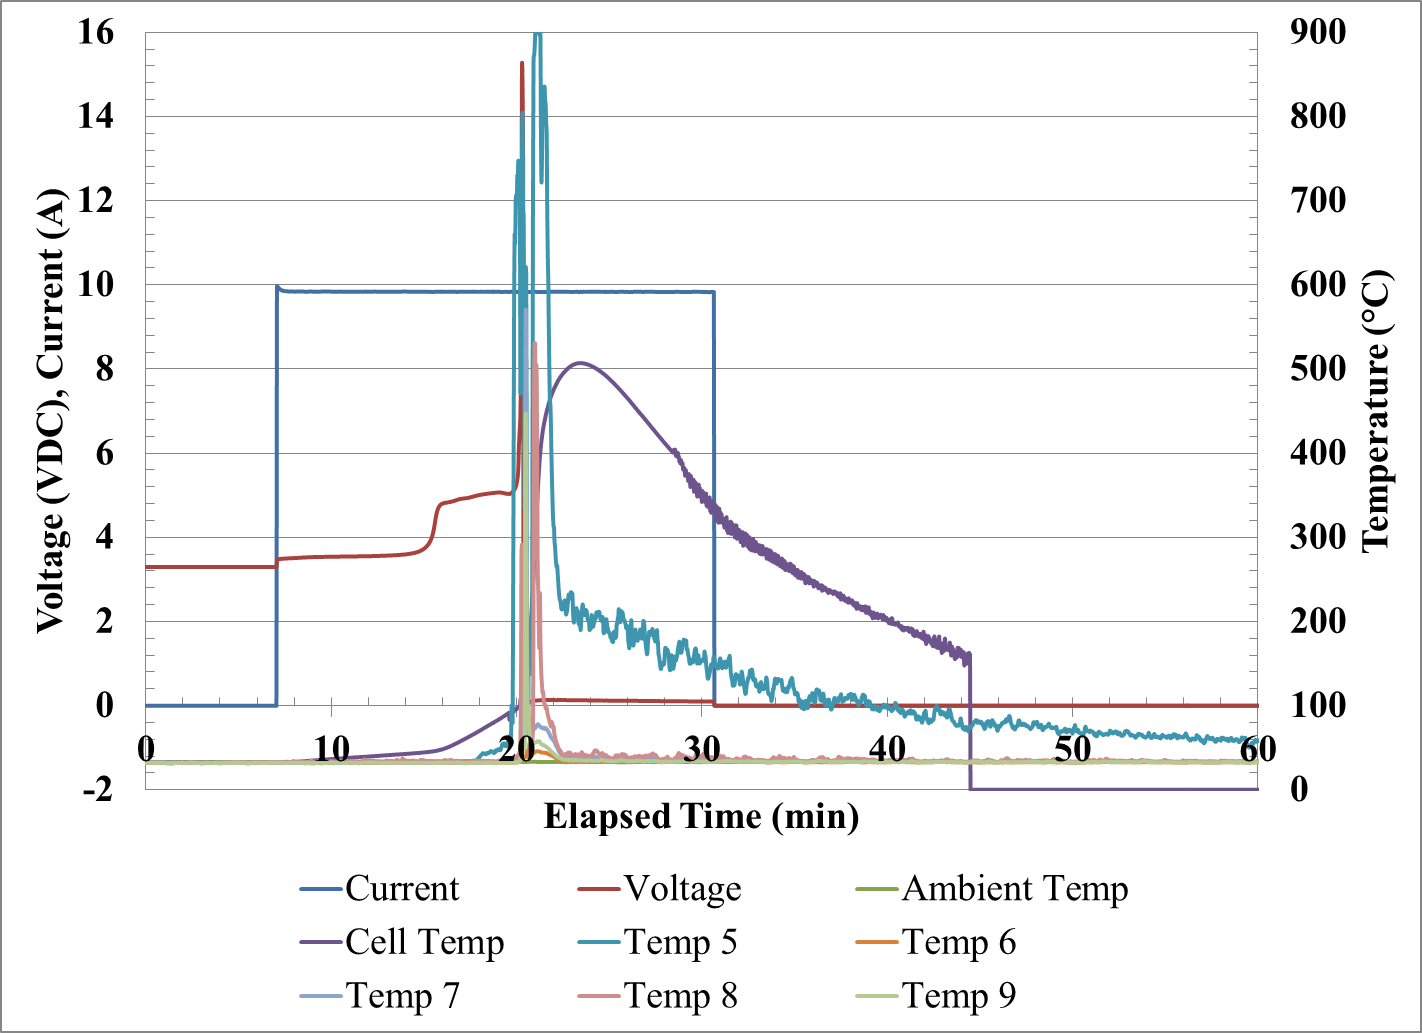 16
14
12
10
8
6
4
2
0
-2
Voltage (VDC), Current (A)
900
800
700
600
500
400
300
200
100
0
Temperature (°C)
0 10 20 30 40 50 60
Elapsed Time (min)
Current Voltage Ambient Temp
Cell Temp Temp 5 Temp 6
Temp 7 Temp 8 Temp 9